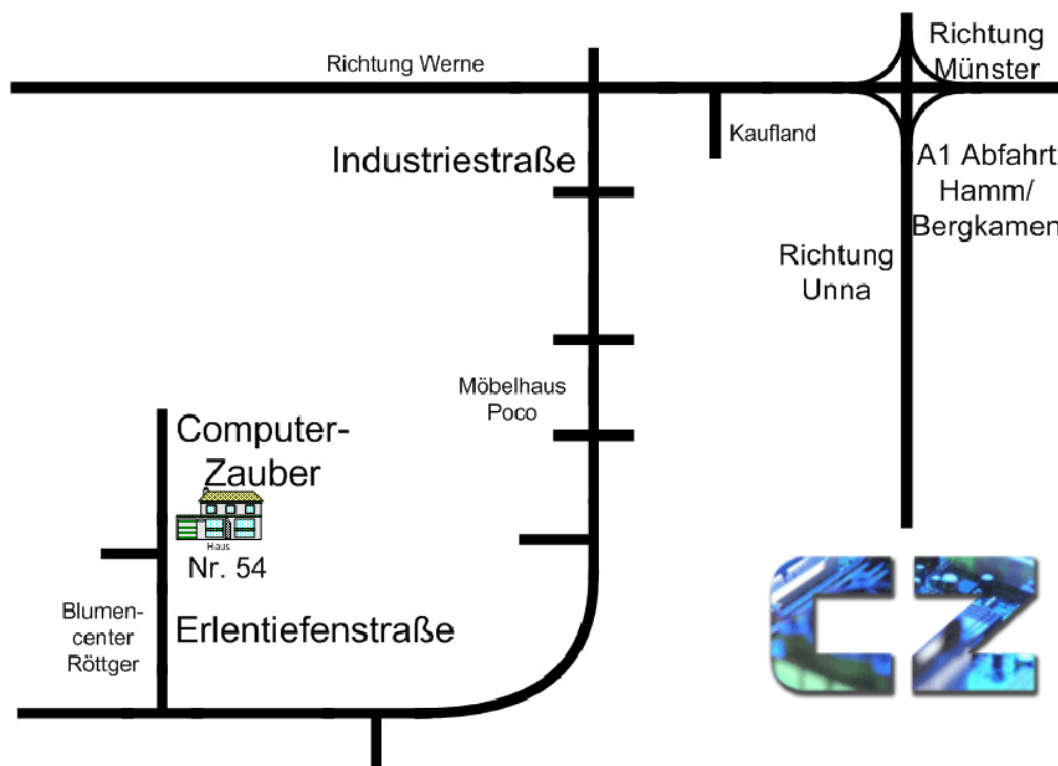 Richtung
Münster
Richtung Werne
Kaufland
Industriestraße
A1 Abfahrt
Hamm/
Bergkamen
Richtung
Unna
Möbelhaus
Poco
Computer-
Zauber
Haus
Nr. 54
Blumen-
center
Röttger
Erlentiefenstraße
CZ